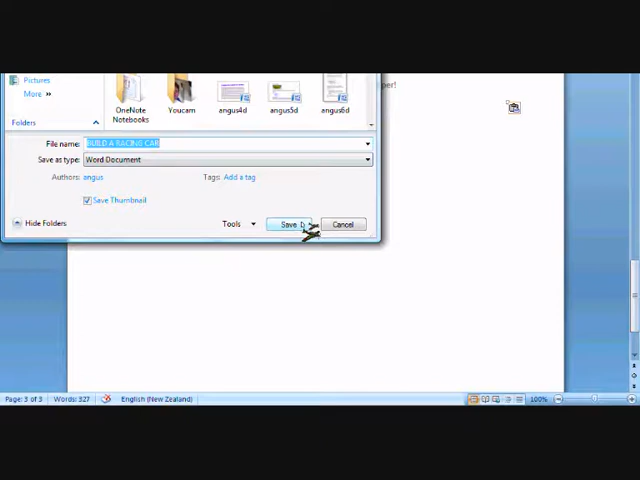 Pictures
More »
Folders
OneNote Notebooks
Youcam
angus4d
angus5d
angus6d
per!
File name: BUILD A RACING CAR
Save as type: Word Document
Authors: angus
Tags: Add a tag
Save Thumbnail
Hide Folders
Tools
Save
Cancel
Page: 3 of 3
Words: 327
English (New Zealand)
100%